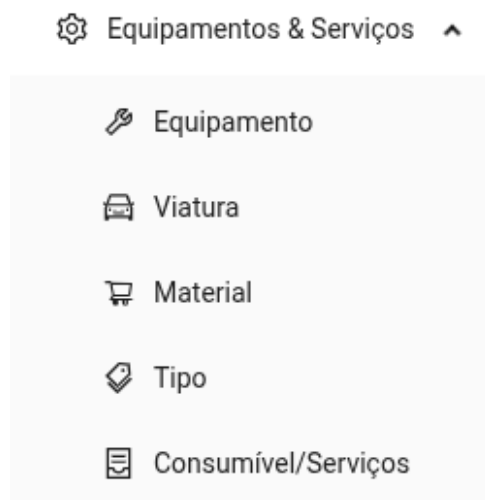 Equipamentos & Serviços
Equipamento
Viatura
Material
Tipo
Consumível/Serviços